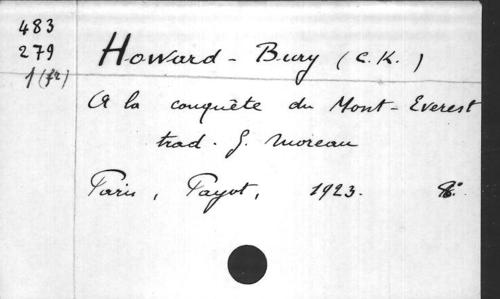 483
279
1 (fr)
Howard - Bury (C. K.)
A la conquête du Mont-Everest
trad. G. Moreau
Paris, Payot, 1923. 8°.